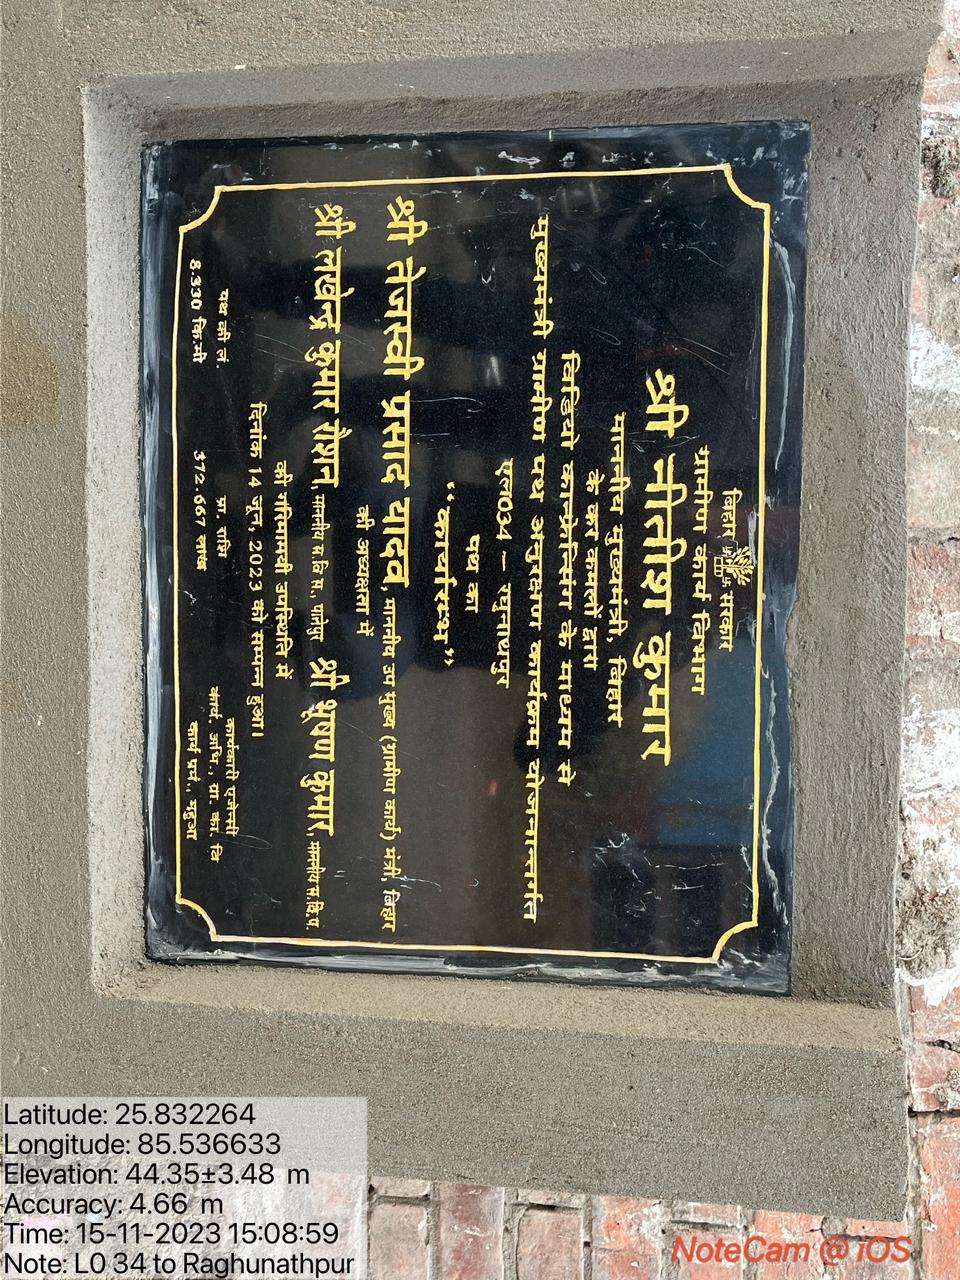 बिहार सरकार
ग्रामीण कार्य विभाग
श्री नीतीश कुमार
माननीय मुख्यमंत्री, बिहार
के कर कमलों द्वारा
विडियो कान्फ्रेन्सिंग के माध्यम से
मुख्यमंत्री ग्रामीण पथ अनुरक्षण कार्यक्रम योजनान्तर्गत
एल034 – रघुनाथपुर
पथ का
“कार्यारम्भ”
श्री तेजस्वी प्रसाद यादव, माननीय उप मुख्य (ग्रामीण कार्य) मंत्री, बिहार
की अध्यक्षता में
श्री लखेन्द्र कुमार रौशन, माननीय स.वि.स., पातेपुर श्री भूषण कुमार, माननीय स.वि.प.
की गरिमामयी उपस्थिति में
दिनांक 14 जून, 2023 को सम्पन्न हुआ।
पथ की लं. प्रा. राशि कार्यकारी एजेन्सी
8.330 कि.मी 372.667 लाख कार्य. अभि., ग्रा. का. वि
कार्य प्रमं., महुआ
Latitude: 25.832264
Longitude: 85.536633
Elevation: 44.35±3.48 m
Accuracy: 4.66 m
Time: 15-11-2023 15:08:59
Note: L0 34 to Raghunathpur
NoteCam @ iOS